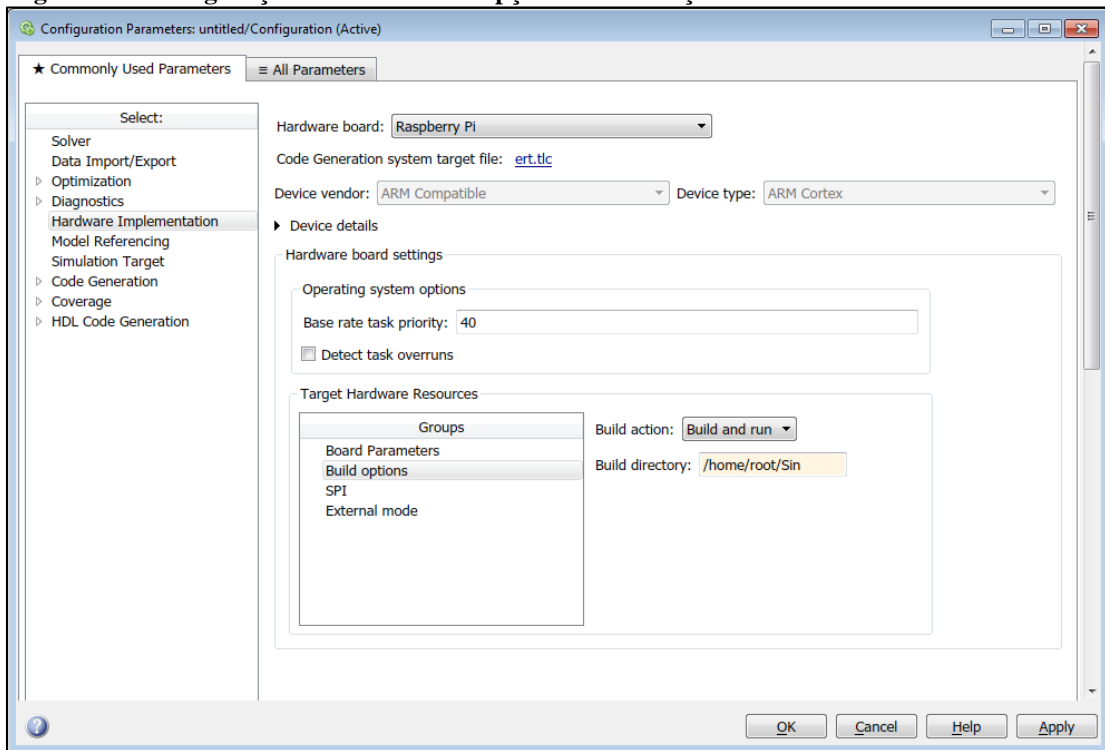 Configuration Parameters: untitled/Configuration (Active)
★ Commonly Used Parameters
≡ All Parameters
Select:
Solver
Data Import/Export
Optimization
Diagnostics
Hardware Implementation
Model Referencing
Simulation Target
Code Generation
Coverage
HDL Code Generation
Hardware board: Raspberry Pi
Code Generation system target file: ert.tlc
Device vendor: ARM Compatible Device type: ARM Cortex
Device details
Hardware board settings
Operating system options
Base rate task priority: 40
Detect task overruns
Target Hardware Resources
Groups
Board Parameters
Build options
SPI
External mode
Build action: Build and run
Build directory: /home/root/Sin
OK Cancel Help Apply